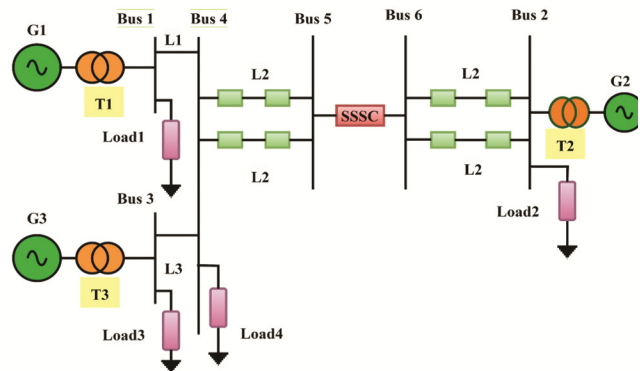 Bus 1
Bus 4
Bus 5
Bus 6
Bus 2
G1
L1
L2
L2
G2
T1
SSSC
Load1
T2
L2
L2
Bus 3
Load2
G3
L3
T3
Load3
Load4